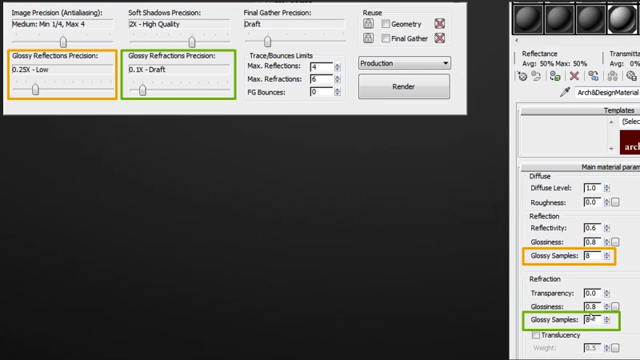 Image Precision (Antialiasing):
Medium: Min 1/4, Max 4
Soft Shadows Precision:
2X - High Quality
Final Gather Precision:
Draft
Reuse
Geometry
Final Gather
Glossy Reflections Precision:
0.25X - Low
Glossy Refractions Precision:
0.1X - Draft
Trace/Bounces Limits
Max. Reflections: 4
Max. Refractions: 6
FG Bounces: 0
Production
Render
Reflectance
Avg: 50% Max: 50%
Transmitta
Avg: 0%
Arch&DesignMaterial
Templates
(Selec
arc
Main material param
Diffuse
Diffuse Level: 1.0
Roughness: 0.0
Reflection
Reflectivity: 0.6
Glossiness: 0.8
Glossy Samples: 8
Refraction
Transparency: 0.0
Glossiness: 0.8
Glossy Samples: 8
Translucency
Weight: 0.5